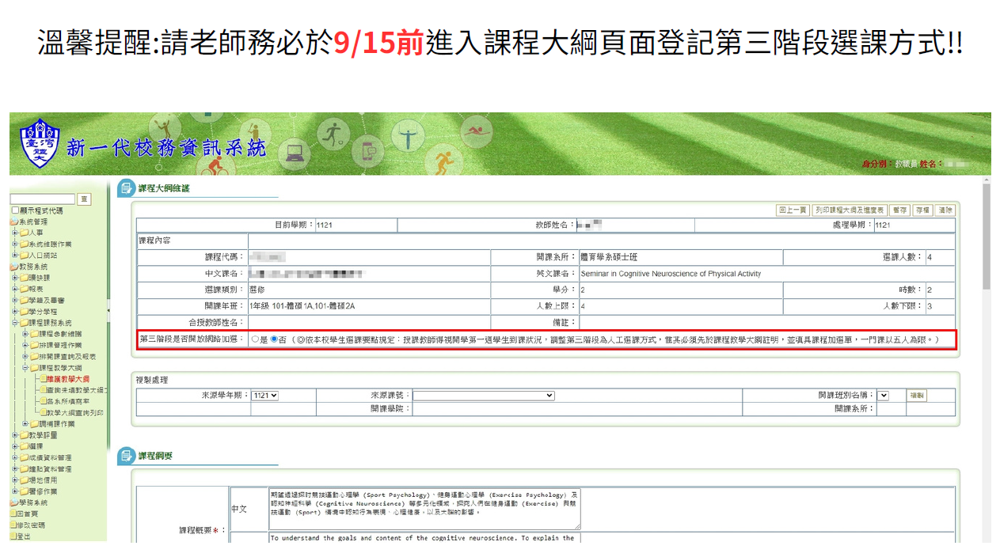 溫馨提醒:請老師務必於9/15前進入課程大綱頁面登記第三階段選課方式!!
臺灣體大
新一代校務資訊系統
身分別：教職員 姓名：
查
顯示程式代碼
系統管理
人事
系統維護作業
入口網站
教務系統
曠缺課
報表
學籍及畢審
學分學程
課程課務系統
課程參數維護
排課管理作業
排開課查詢及報表
課程教學大綱
維護教學大綱
查詢未填教學大綱
各系所填寫率
教學大綱查詢列印
調補課作業
教學評量
選課
成績資料管理
鐘點資料管理
場地借用
暑修作業
學務系統
回首頁
修改密碼
登出
課程大綱維護
回上一頁 列印課程大綱及進度表 暫存 存檔 清除
目前學期：1121 教師姓名： 處理學期：1121
課程內容
課程代碼： 開課系所：體育學系碩士班 選課人數：4
中文課名： 英文課名：Seminar in Cognitive Neuroscience of Physical Activity
選課類別：選修 學分：2 時數：2
開課年班：1年級 101-體碩1A,101-體碩2A 人數上限：4 人數下限：3
合授教師姓名： 備註：
第三階段是否開放網路加選： 是 否（◎依本校學生選課要點規定：授課教師得視開學第一週學生到課狀況，調整第三階段為人工選課方式，惟其必須先於課程教學大綱註明，並填具課程加選單，一門課以五人為限。）
複製處理
來源學年期：1121 來源課號： 開課班別名稱： 複製
開課學院： 開課系所：
課程綱要
課程概要*：
中文
期望透過探討競技運動心理學 (Sport Psychology)、健身運動心理學 (Exercise Psychology) 及
認知神經科學 (Cognitive Neuroscience) 等多元化領域，探究人們在健身運動 (Exercise) 與競
技運動 (Sport) 情境中認知行為表現、心理健康，以及大腦的影響。
To understand the goals and content of the cognitive neuroscience. To explain the